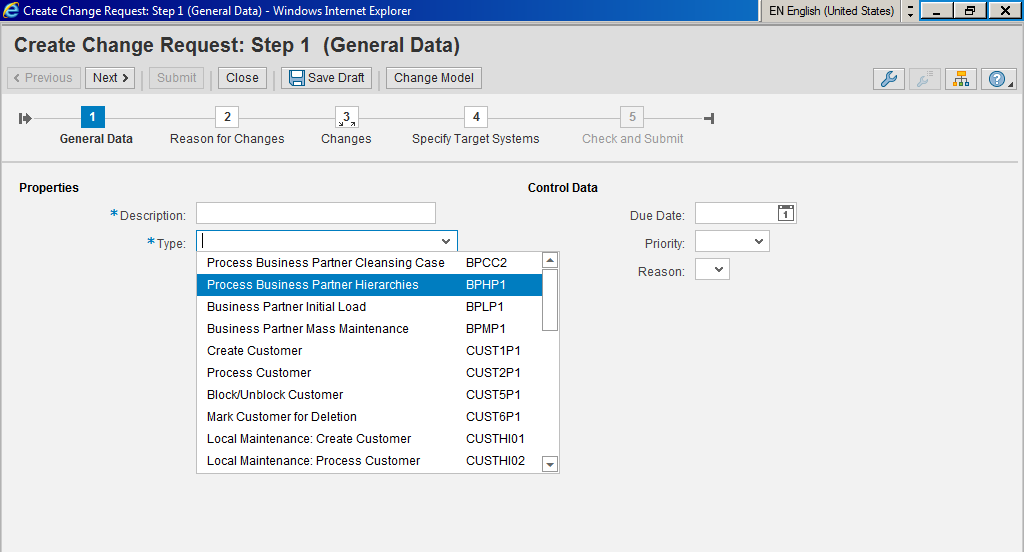 Create Change Request: Step 1 (General Data) - Windows Internet Explorer
EN English (United States)
Create Change Request: Step 1 (General Data)
Previous Next Submit Close Save Draft Change Model
1 2 3 4 5
General Data Reason for Changes Changes Specify Target Systems Check and Submit
Properties Control Data
*Description: Due Date: 1
*Type: Priority:
Reason:
Process Business Partner Cleansing Case BPCC2
Process Business Partner Hierarchies BPHP1
Business Partner Initial Load BPLP1
Business Partner Mass Maintenance BPMP1
Create Customer CUST1P1
Process Customer CUST2P1
Block/Unblock Customer CUST5P1
Mark Customer for Deletion CUST6P1
Local Maintenance: Create Customer CUSTHI01
Local Maintenance: Process Customer CUSTHI02